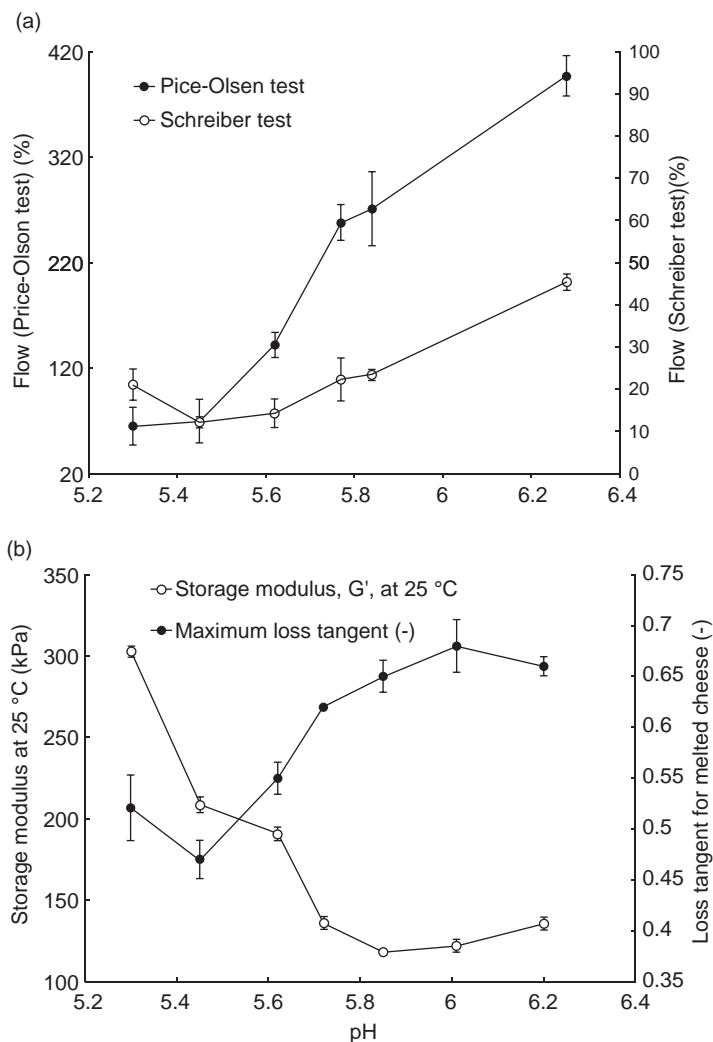 (a)
420
320
220
120
20
Flow (Price-Olson test) (%)
Pice-Olsen test
Schreiber test
100
90
80
70
60
50
40
30
20
10
0
Flow (Schreiber test)(%)
5.2 5.4 5.6 5.8 6 6.2 6.4
(b)
350
300
250
200
150
100
Storage modulus at 25 °C (kPa)
Storage modulus, G', at 25 °C
Maximum loss tangent (-)
0.75
0.7
0.65
0.6
0.55
0.5
0.45
0.4
0.35
Loss tangent for melted cheese (-)
5.2 5.4 5.6 5.8 6 6.2 6.4
pH